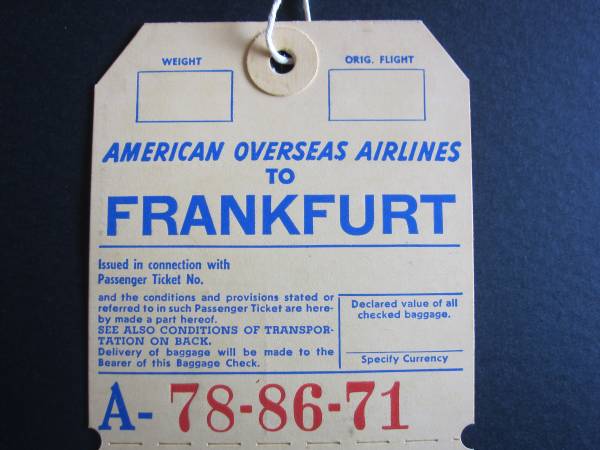 WEIGHT
ORIG. FLIGHT
AMERICAN OVERSEAS AIRLINES
TO
FRANKFURT
Issued in connection with
Passenger Ticket No.
and the conditions and provisions stated or
referred to in such Passenger Ticket are here-
by made a part hereof.
SEE ALSO CONDITIONS OF TRANSPOR-
TATION ON BACK.
Delivery of baggage will be made to the
Bearer of this Baggage Check.
Declared value of all
checked baggage.
Specify Currency
A- 78-86-71